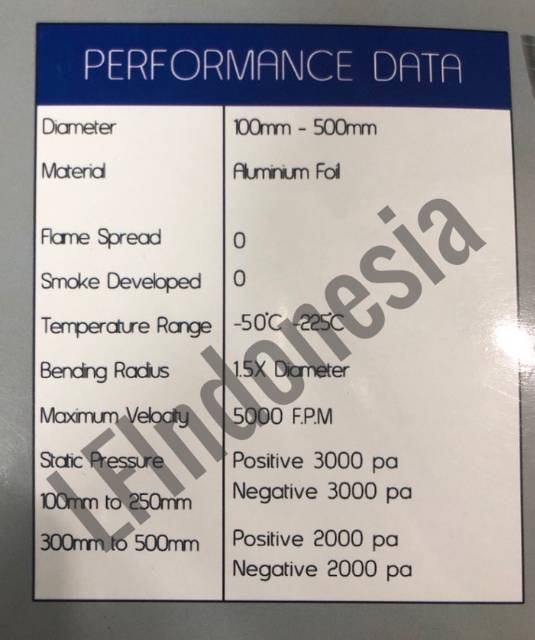 PERFORMANCE DATA
Diameter 100mm - 500mm
Material Aluminium Foil
Flame Spread 0
Smoke Developed 0
Temperature Range -50°C -225°C
Bending Radius 1.5X Diameter
Maximum Velocity 5000 F.P.M
Static Pressure Positive 3000 pa
100mm to 250mm Negative 3000 pa
300mm to 500mm Positive 2000 pa
Negative 2000 pa
LFIndonesia